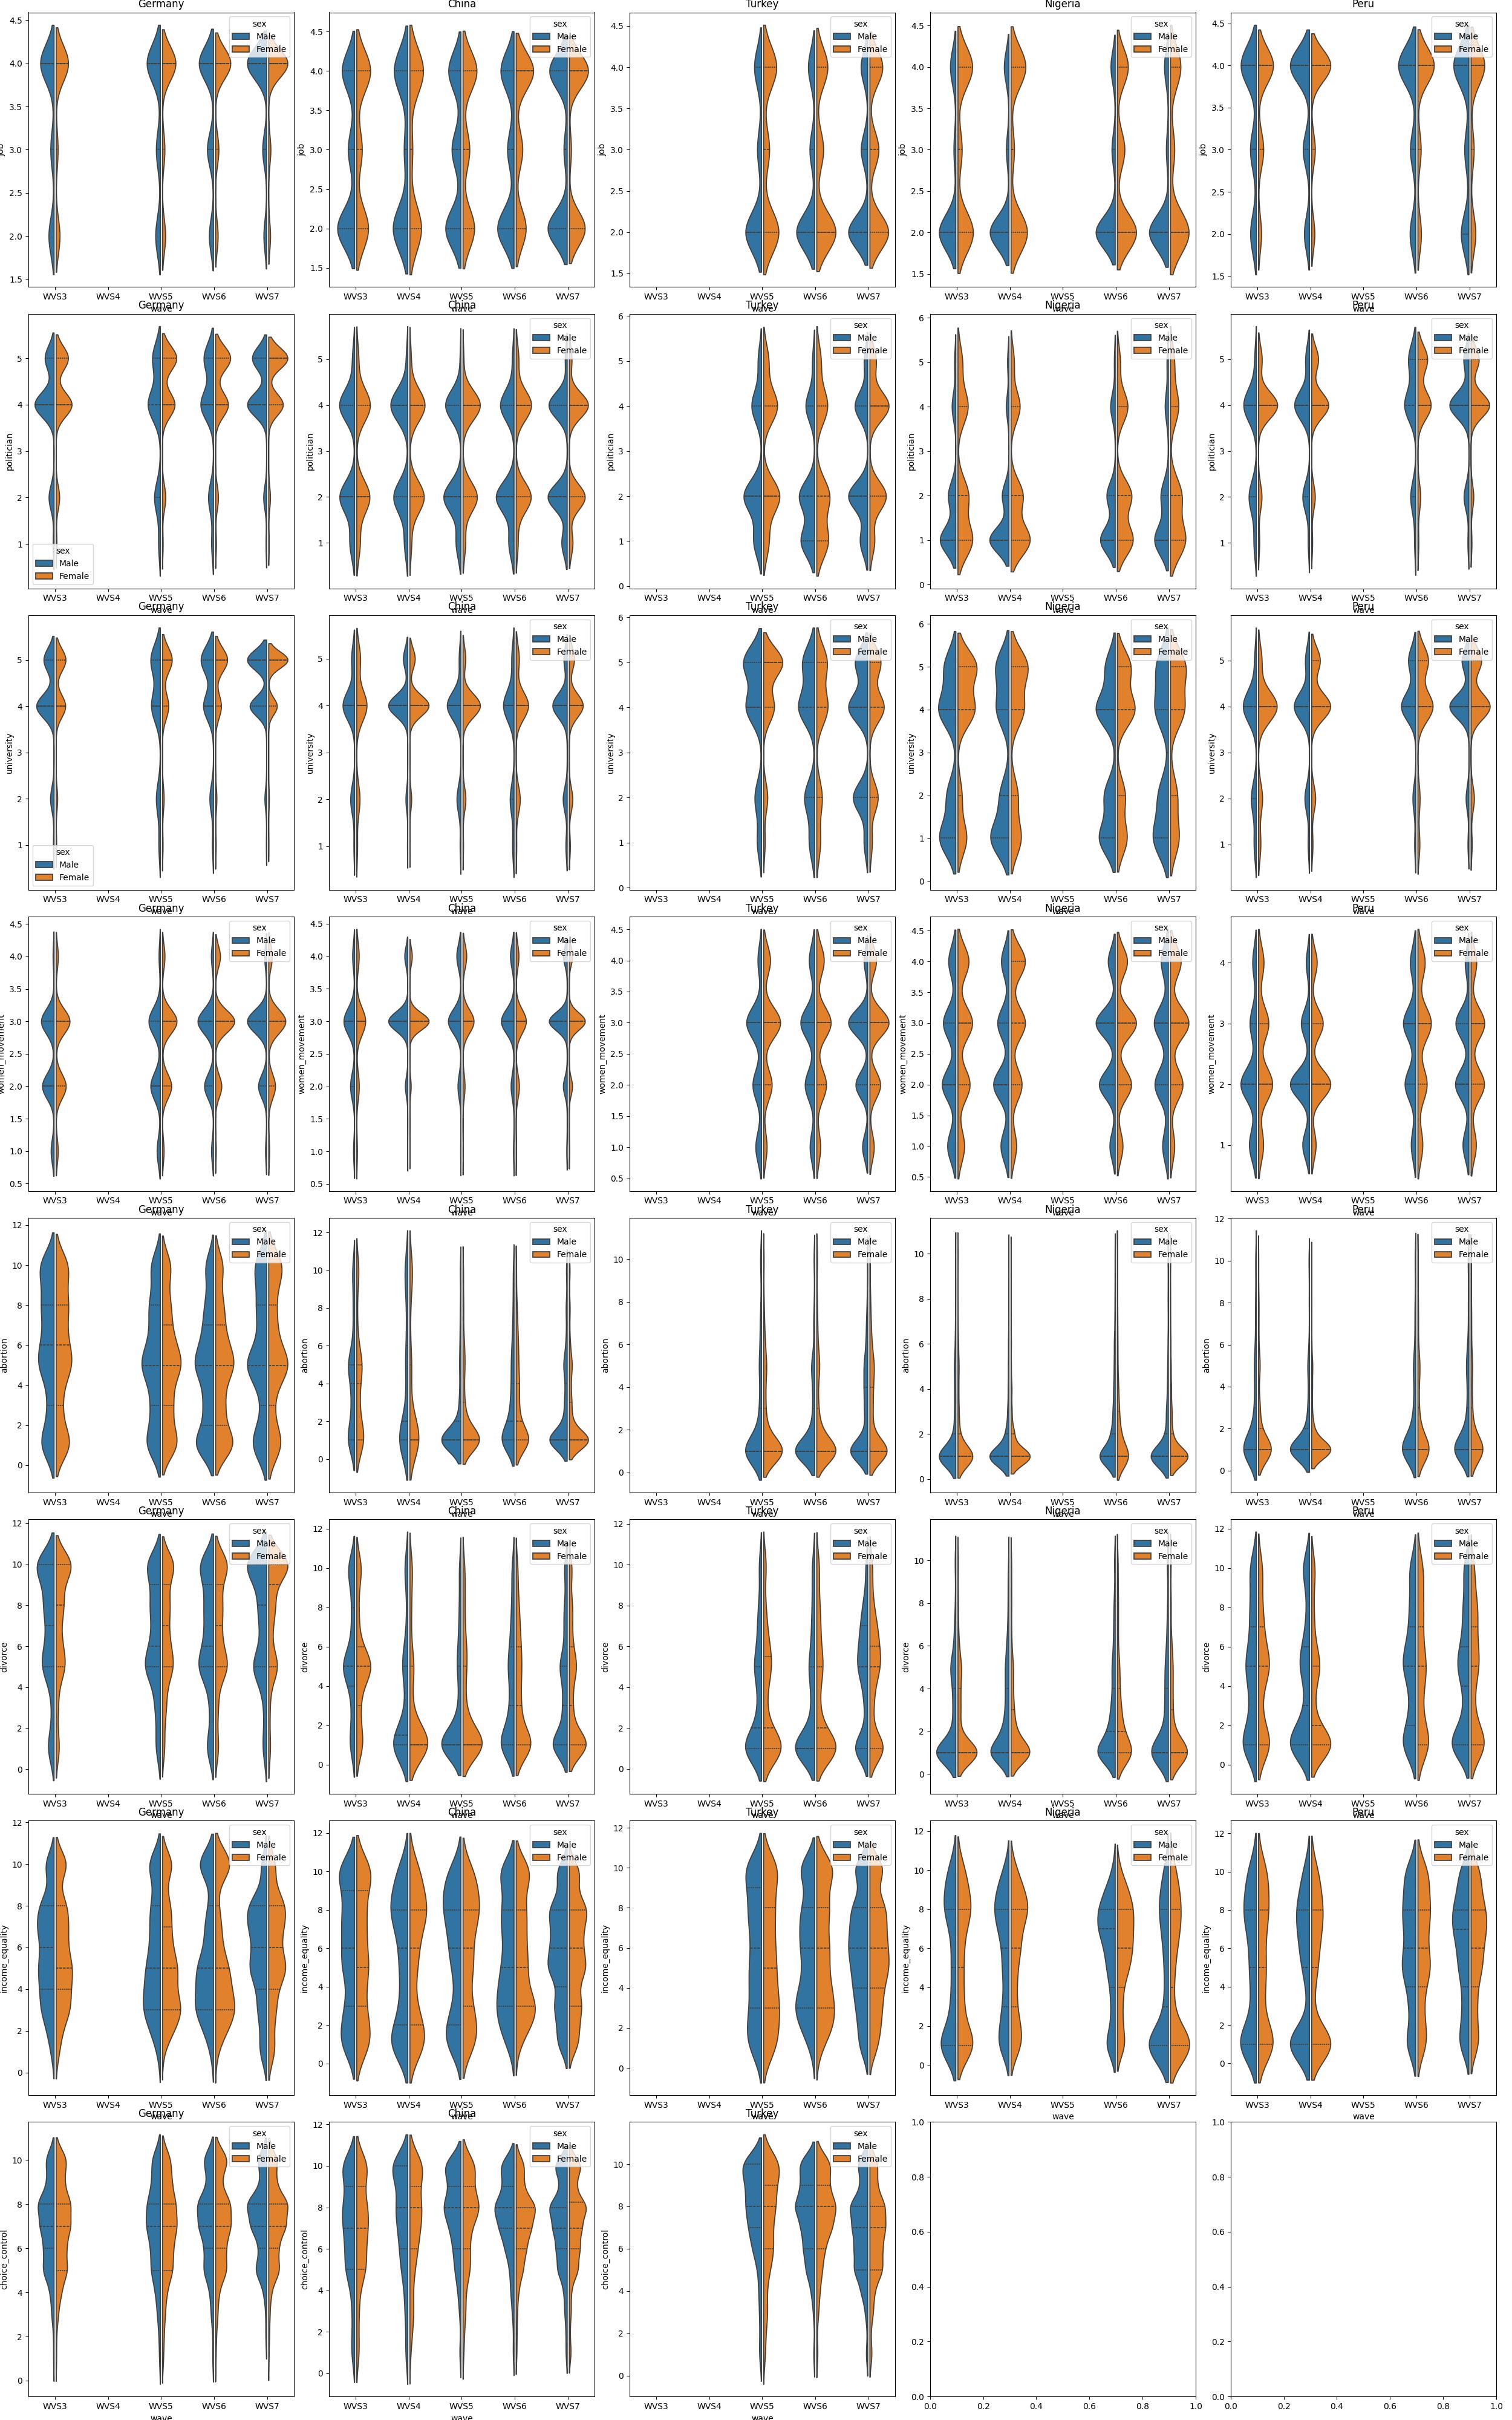 Germany China Turkey Nigeria Peru
sex sex sex sex sex
Male Male Male Male Male
Female Female Female Female Female
job job job job job
4.5 4.0 3.5 3.0 2.5 2.0 1.5
4.5 4.0 3.5 3.0 2.5 2.0 1.5
4.5 4.0 3.5 3.0 2.5 2.0 1.5
4.5 4.0 3.5 3.0 2.5 2.0 1.5
4.5 4.0 3.5 3.0 2.5 2.0 1.5
WVS3 WVS4 WVS5 WVS6 WVS7 WVS3 WVS4 WVS5 WVS6 WVS7 WVS3 WVS4 WVS5 WVS6 WVS7 WVS3 WVS4 WVS5 WVS6 WVS7 WVS3 WVS4 WVS5 WVS6 WVS7
wave wave wave wave wave
Germany China Turkey Nigeria Peru
sex sex sex sex sex
Male Male Male Male Male
Female Female Female Female Female
politician politician politician politician politician
5 4 3 2 1
5 4 3 2 1
6 5 4 3 2 1 0
6 5 4 3 2 1 0
5 4 3 2 1
WVS3 WVS4 WVS5 WVS6 WVS7 WVS3 WVS4 WVS5 WVS6 WVS7 WVS3 WVS4 WVS5 WVS6 WVS7 WVS3 WVS4 WVS5 WVS6 WVS7 WVS3 WVS4 WVS5 WVS6 WVS7
wave wave wave wave wave
Germany China Turkey Nigeria Peru
sex sex sex sex sex
Male Male Male Male Male
Female Female Female Female Female
university university university university university
5 4 3 2 1
5 4 3 2 1
6 5 4 3 2 1 0
6 5 4 3 2 1 0
5 4 3 2 1
WVS3 WVS4 WVS5 WVS6 WVS7 WVS3 WVS4 WVS5 WVS6 WVS7 WVS3 WVS4 WVS5 WVS6 WVS7 WVS3 WVS4 WVS5 WVS6 WVS7 WVS3 WVS4 WVS5 WVS6 WVS7
wave wave wave wave wave
Germany China Turkey Nigeria Peru
sex sex sex sex sex
Male Male Male Male Male
Female Female Female Female Female
women_movement women_movement women_movement women_movement women_movement
4.5 4.0 3.5 3.0 2.5 2.0 1.5 1.0 0.5
4.5 4.0 3.5 3.0 2.5 2.0 1.5 1.0 0.5
4.5 4.0 3.5 3.0 2.5 2.0 1.5 1.0 0.5
4.5 4.0 3.5 3.0 2.5 2.0 1.5 1.0 0.5
4 3 2 1
WVS3 WVS4 WVS5 WVS6 WVS7 WVS3 WVS4 WVS5 WVS6 WVS7 WVS3 WVS4 WVS5 WVS6 WVS7 WVS3 WVS4 WVS5 WVS6 WVS7 WVS3 WVS4 WVS5 WVS6 WVS7
wave wave wave wave wave
Germany China Turkey Nigeria Peru
sex sex sex sex sex
Male Male Male Male Male
Female Female Female Female Female
abortion abortion abortion abortion abortion
12 10 8 6 4 2 0
12 10 8 6 4 2 0
10 8 6 4 2 0
10 8 6 4 2 0
12 10 8 6 4 2 0
WVS3 WVS4 WVS5 WVS6 WVS7 WVS3 WVS4 WVS5 WVS6 WVS7 WVS3 WVS4 WVS5 WVS6 WVS7 WVS3 WVS4 WVS5 WVS6 WVS7 WVS3 WVS4 WVS5 WVS6 WVS7
wave wave wave wave wave
Germany China Turkey Nigeria Peru
sex sex sex sex sex
Male Male Male Male Male
Female Female Female Female Female
divorce divorce divorce divorce divorce
12 10 8 6 4 2 0
12 10 8 6 4 2 0
12 10 8 6 4 2 0
10 8 6 4 2 0
12 10 8 6 4 2 0
WVS3 WVS4 WVS5 WVS6 WVS7 WVS3 WVS4 WVS5 WVS6 WVS7 WVS3 WVS4 WVS5 WVS6 WVS7 WVS3 WVS4 WVS5 WVS6 WVS7 WVS3 WVS4 WVS5 WVS6 WVS7
wave wave wave wave wave
Germany China Turkey Nigeria Peru
sex sex sex sex sex
Male Male Male Male Male
Female Female Female Female Female
income_equality income_equality income_equality income_equality income_equality
12 10 8 6 4 2 0
12 10 8 6 4 2 0
12 10 8 6 4 2 0
12 10 8 6 4 2 0
12 10 8 6 4 2 0
WVS3 WVS4 WVS5 WVS6 WVS7 WVS3 WVS4 WVS5 WVS6 WVS7 WVS3 WVS4 WVS5 WVS6 WVS7 WVS3 WVS4 WVS5 WVS6 WVS7 WVS3 WVS4 WVS5 WVS6 WVS7
wave wave wave wave wave
Germany China Turkey
sex sex sex
Male Male Male
Female Female Female
choice_control choice_control choice_control
10 8 6 4 2 0
12 10 8 6 4 2 0
10 8 6 4 2 0
1.0 0.8 0.6 0.4 0.2 0.0
1.0 0.8 0.6 0.4 0.2 0.0
WVS3 WVS4 WVS5 WVS6 WVS7 WVS3 WVS4 WVS5 WVS6 WVS7 WVS3 WVS4 WVS5 WVS6 WVS7 0.0 0.2 0.4 0.6 0.8 1.0 0.0 0.2 0.4 0.6 0.8 1.0
wave wave wave